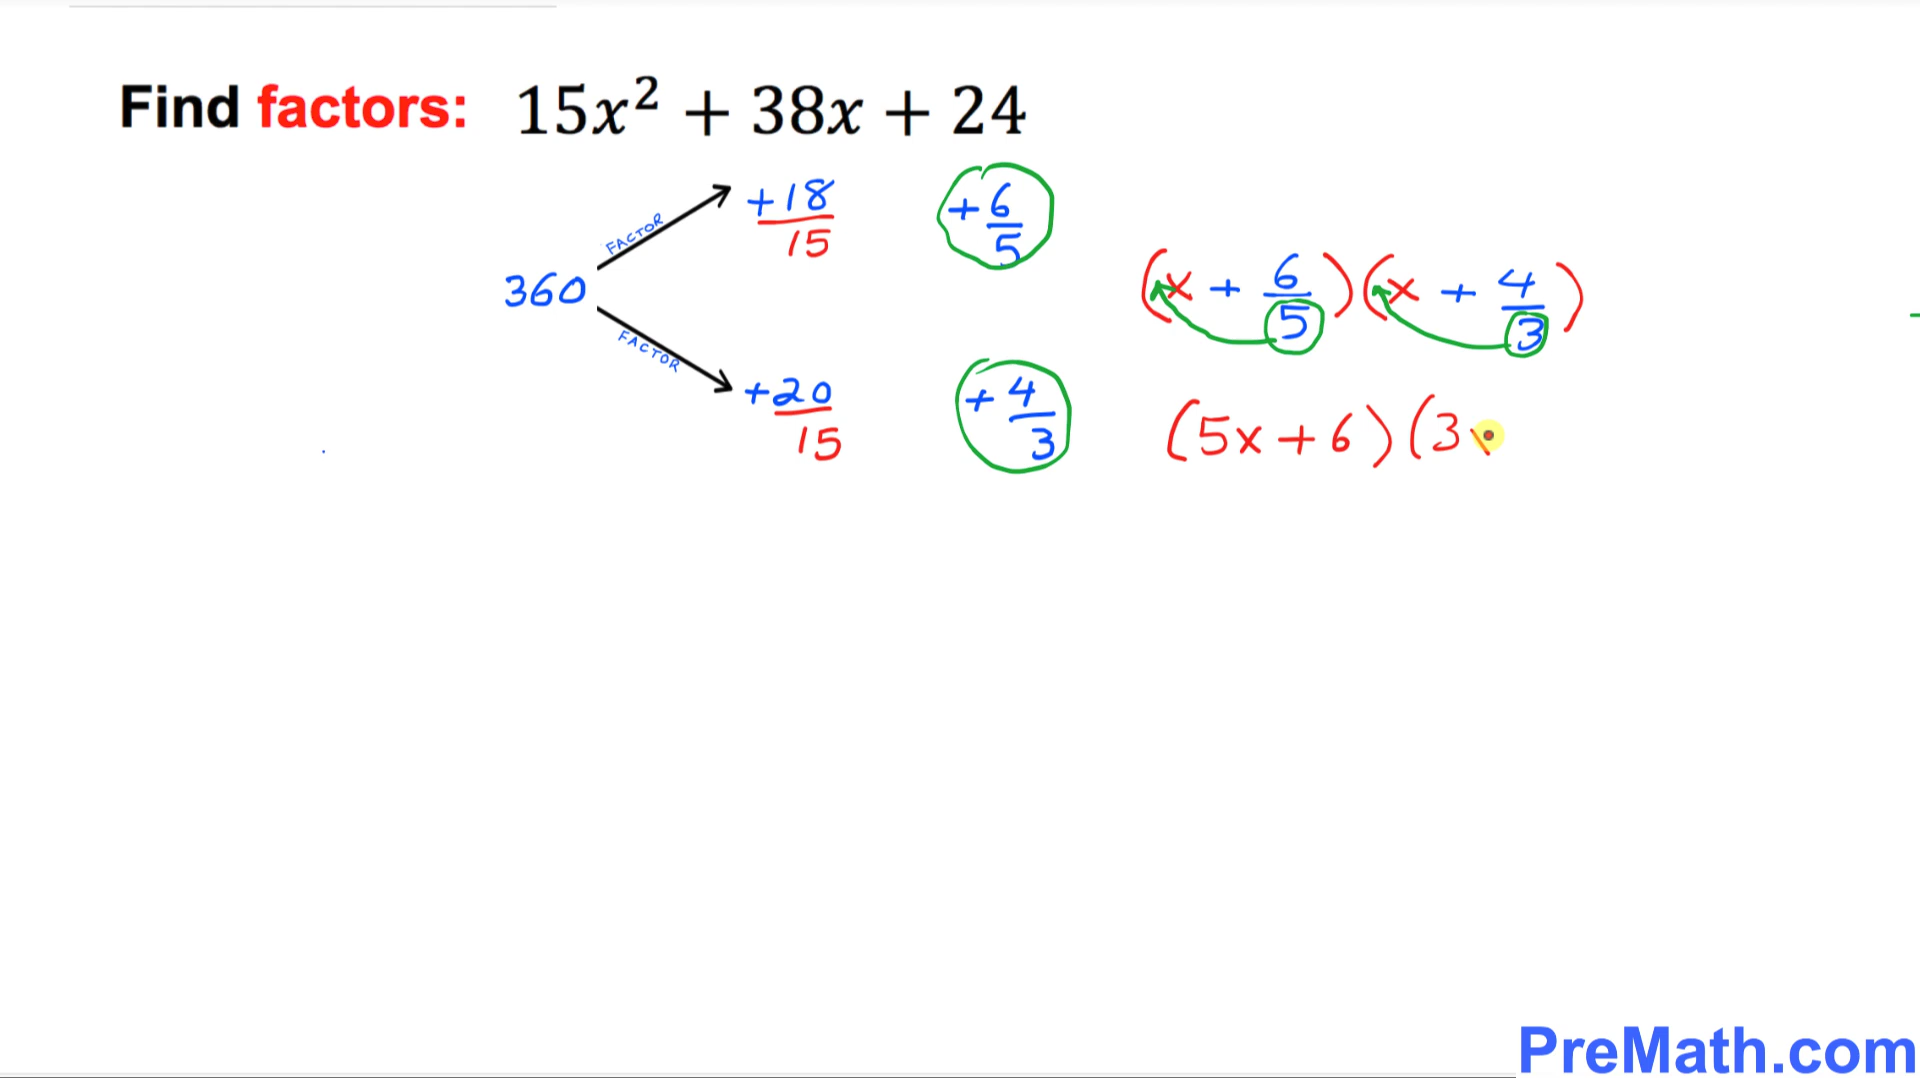 Find factors: 15x² + 38x + 24
+18
15
FACTOR
360
FACTOR
+20
15
+6/5
+4/3
(x + 6/5)(x + 4/3)
(5x+6)(3
PreMath.com